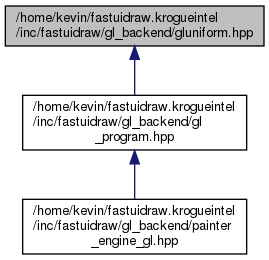 /home/kevin/fastuidraw.krogueintel
/inc/fastuidraw/gl_backend/gluniform.hpp
/home/kevin/fastuidraw.krogueintel
/inc/fastuidraw/gl_backend/gl
_program.hpp
/home/kevin/fastuidraw.krogueintel
/inc/fastuidraw/gl_backend/painter
_engine_gl.hpp